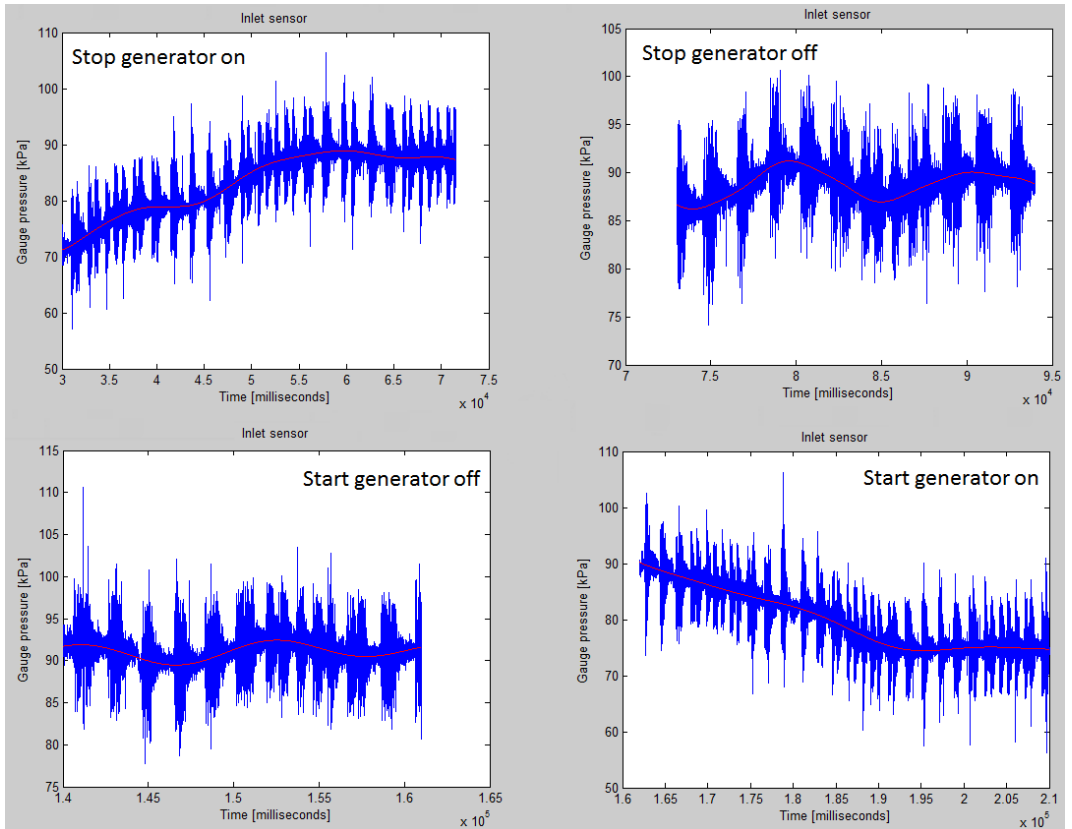 Inlet sensor
Stop generator on
Gauge pressure [kPa]
110
100
90
80
70
60
50
3 3.5 4 4.5 5 5.5 6 6.5 7 7.5
Time [milliseconds]
x 10^4
Inlet sensor
Stop generator off
Gauge pressure [kPa]
105
100
95
90
85
80
75
70
7 7.5 8 8.5 9 9.5
Time [milliseconds]
x 10^4
Inlet sensor
Start generator off
Gauge pressure [kPa]
115
110
105
100
95
90
85
80
75
1.4 1.45 1.5 1.55 1.6 1.65
Time [milliseconds]
x 10^5
Inlet sensor
Start generator on
Gauge pressure [kPa]
110
100
90
80
70
60
50
1.6 1.65 1.7 1.75 1.8 1.85 1.9 1.95 2 2.05 2.1
Time [milliseconds]
x 10^5